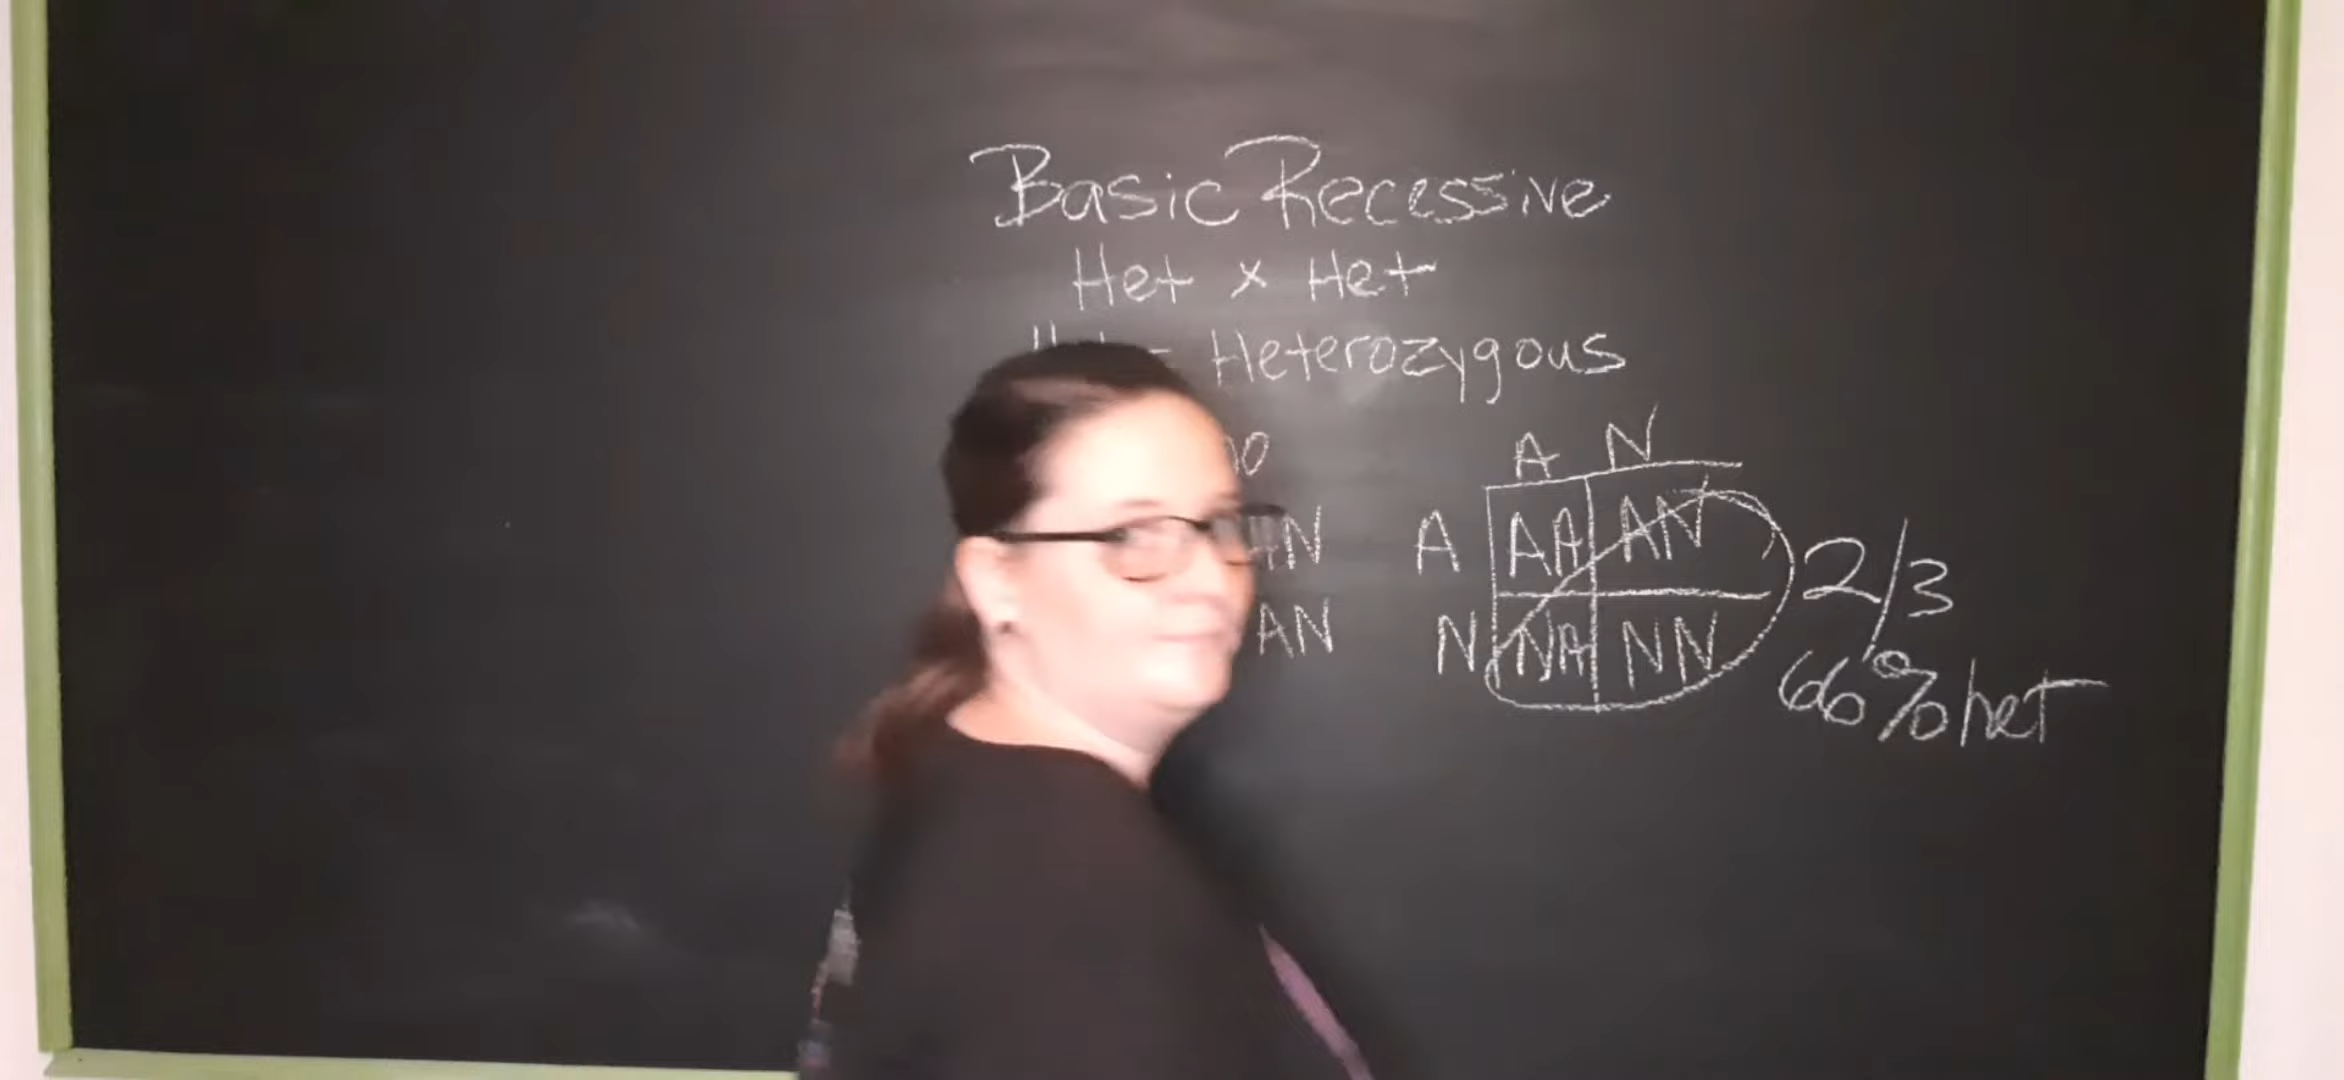 Basic Recessive
Het x Het
Heterozygous
A N
AN A AA AN 2/3
AN N NA NN
66% het